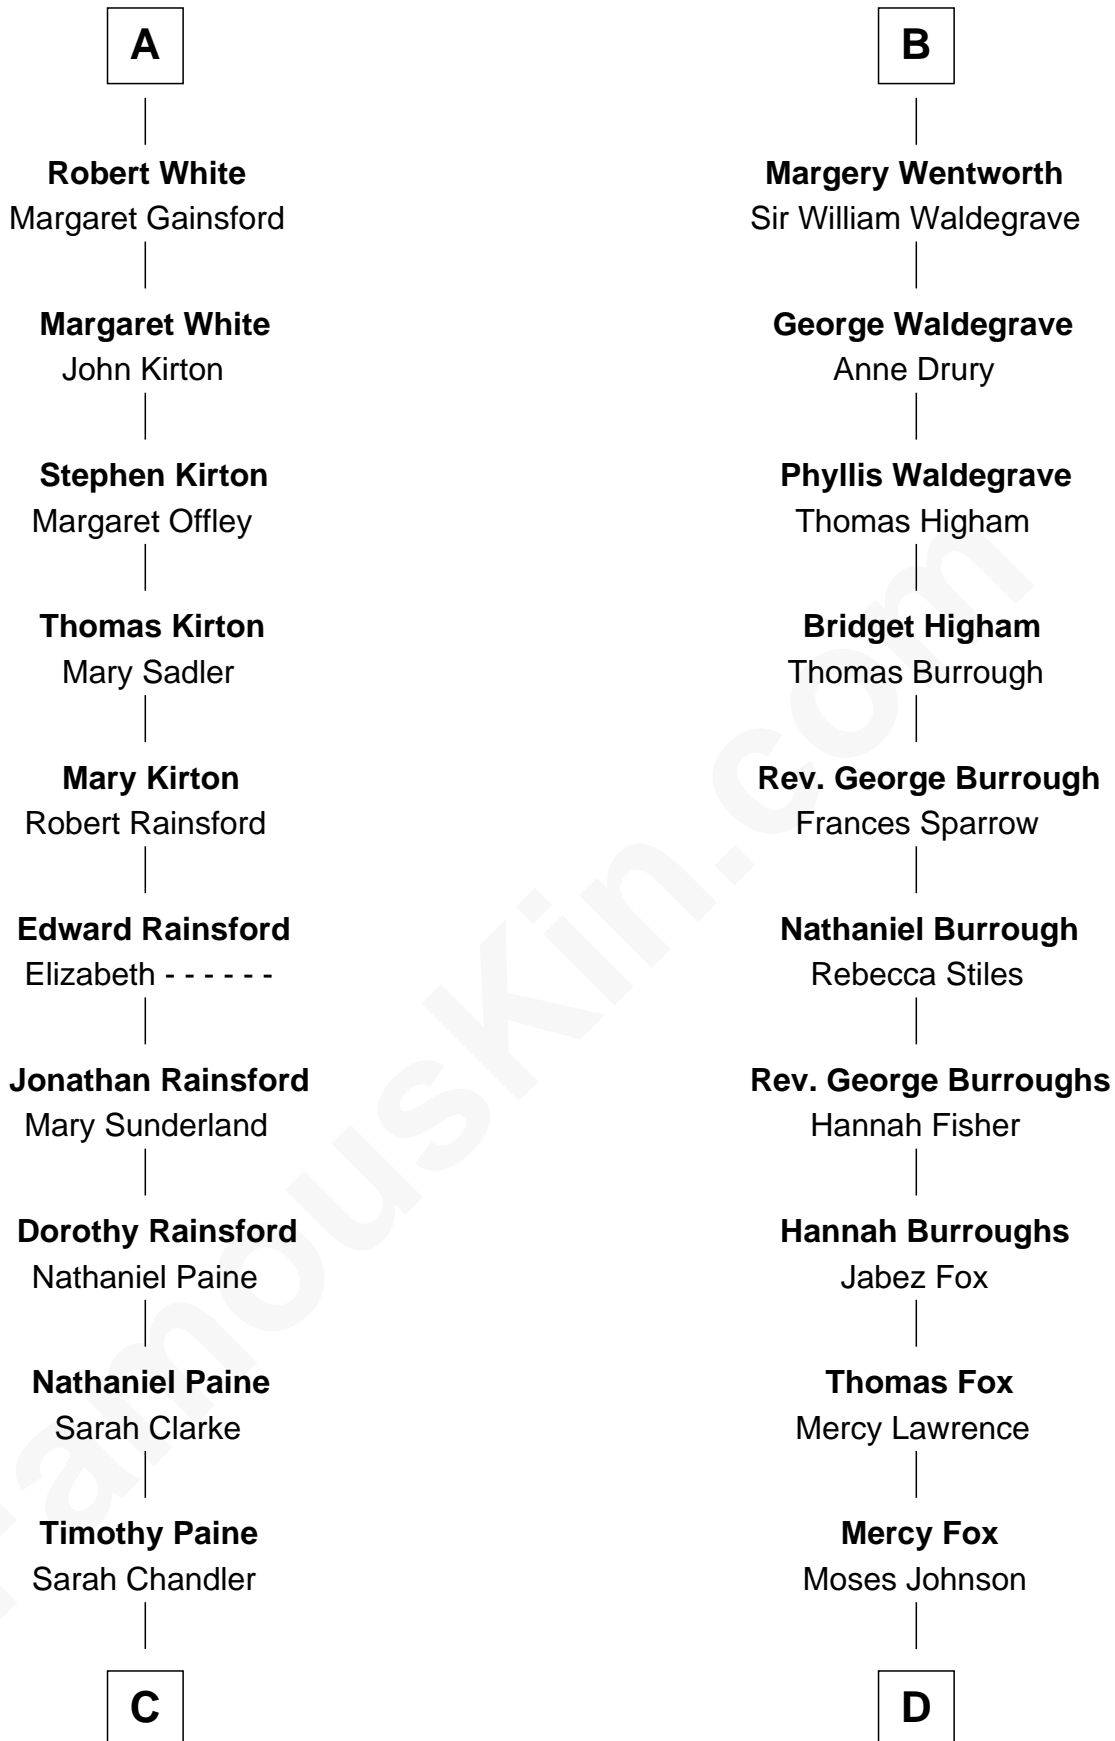 A
Robert White
Margaret Gainsford
Margaret White
John Kirton
Stephen Kirton
Margaret Offley
Thomas Kirton
Mary Sadler
Mary Kirton
Robert Rainsford
Edward Rainsford
Elizabeth - - - - - -
Jonathan Rainsford
Mary Sunderland
Dorothy Rainsford
Nathaniel Paine
Nathaniel Paine
Sarah Clarke
Timothy Paine
Sarah Chandler
C
B
Margery Wentworth
Sir William Waldegrave
George Waldegrave
Anne Drury
Phyllis Waldegrave
Thomas Higham
Bridget Higham
Thomas Burrough
Rev. George Burrough
Frances Sparrow
Nathaniel Burrough
Rebecca Stiles
Rev. George Burroughs
Hannah Fisher
Hannah Burroughs
Jabez Fox
Thomas Fox
Mercy Lawrence
Mercy Fox
Moses Johnson
D
FamousKin.com